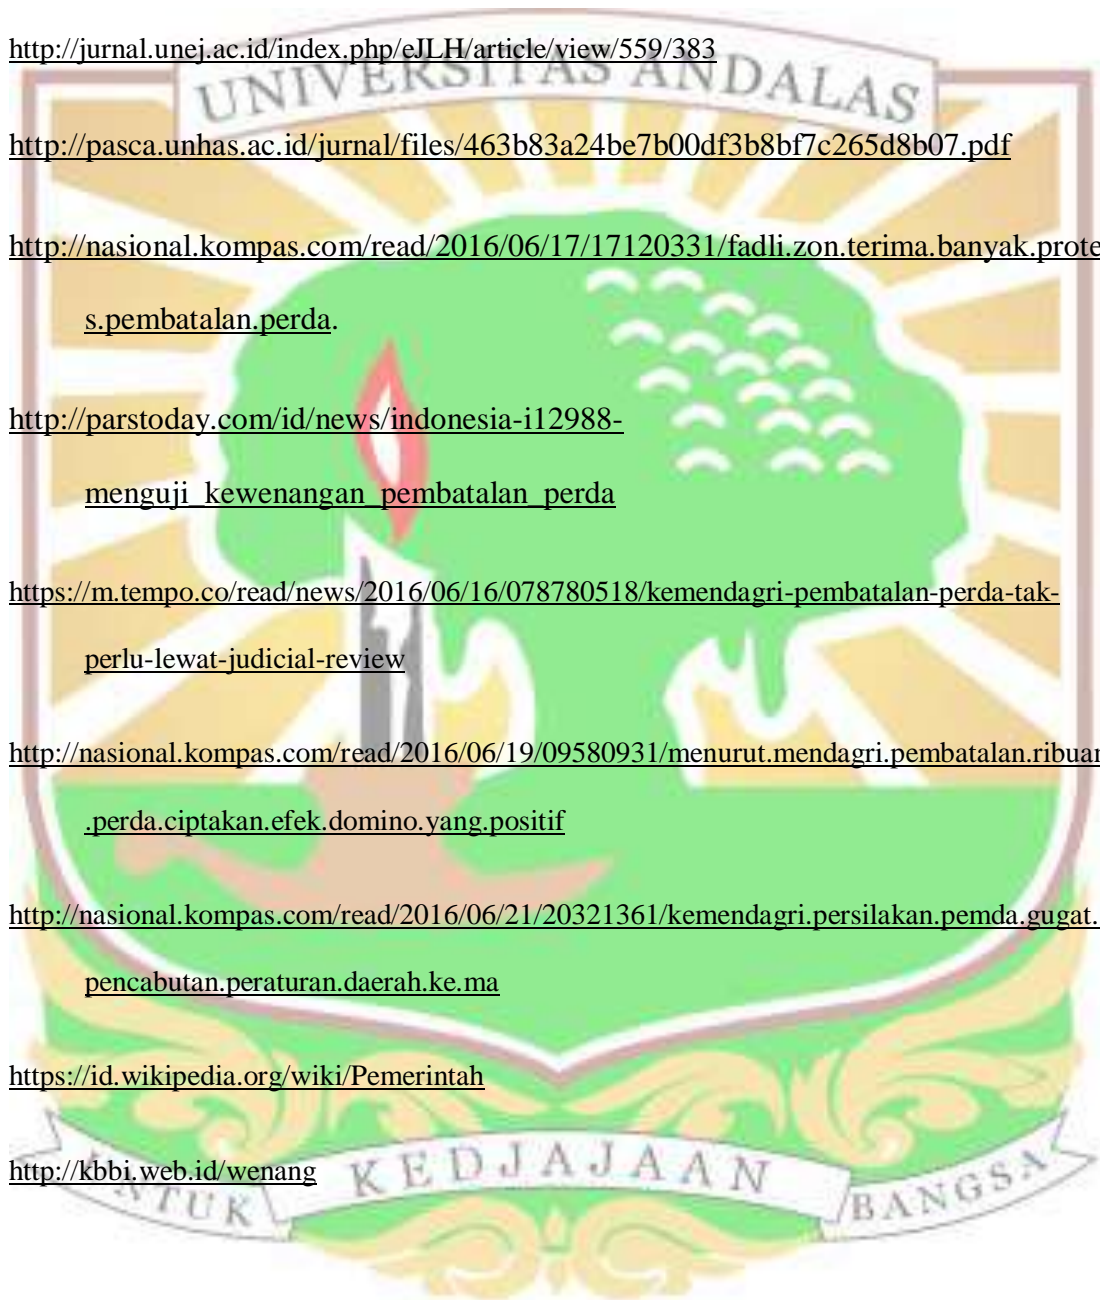 http://jurnal.unej.ac.id/index.php/eJLH/article/view/559/383
UNIVERSITAS ANDALAS
http://pasca.unhas.ac.id/jurnal/files/463b83a24be7b00df3b8bf7c265d8b07.pdf
http://nasional.kompas.com/read/2016/06/17/17120331/fadli.zon.terima.banyak.prote
s.pembatalan.perda.
http://parstoday.com/id/news/indonesia-i12988-
menguji_kewenangan_pembatalan_perda
https://m.tempo.co/read/news/2016/06/16/078780518/kemendagri-pembatalan-perda-tak-
perlu-lewat-judicial-review
http://nasional.kompas.com/read/2016/06/19/09580931/menurut.mendagri.pembatalan.ribuan
.perda.ciptakan.efek.domino.yang.positif
http://nasional.kompas.com/read/2016/06/21/20321361/kemendagri.persilakan.pemda.gugat.
pencabutan.peraturan.daerah.ke.ma
https://id.wikipedia.org/wiki/Pemerintah
http://kbbi.web.id/wenang
UNTUK KEDJAJAAN BANGSA